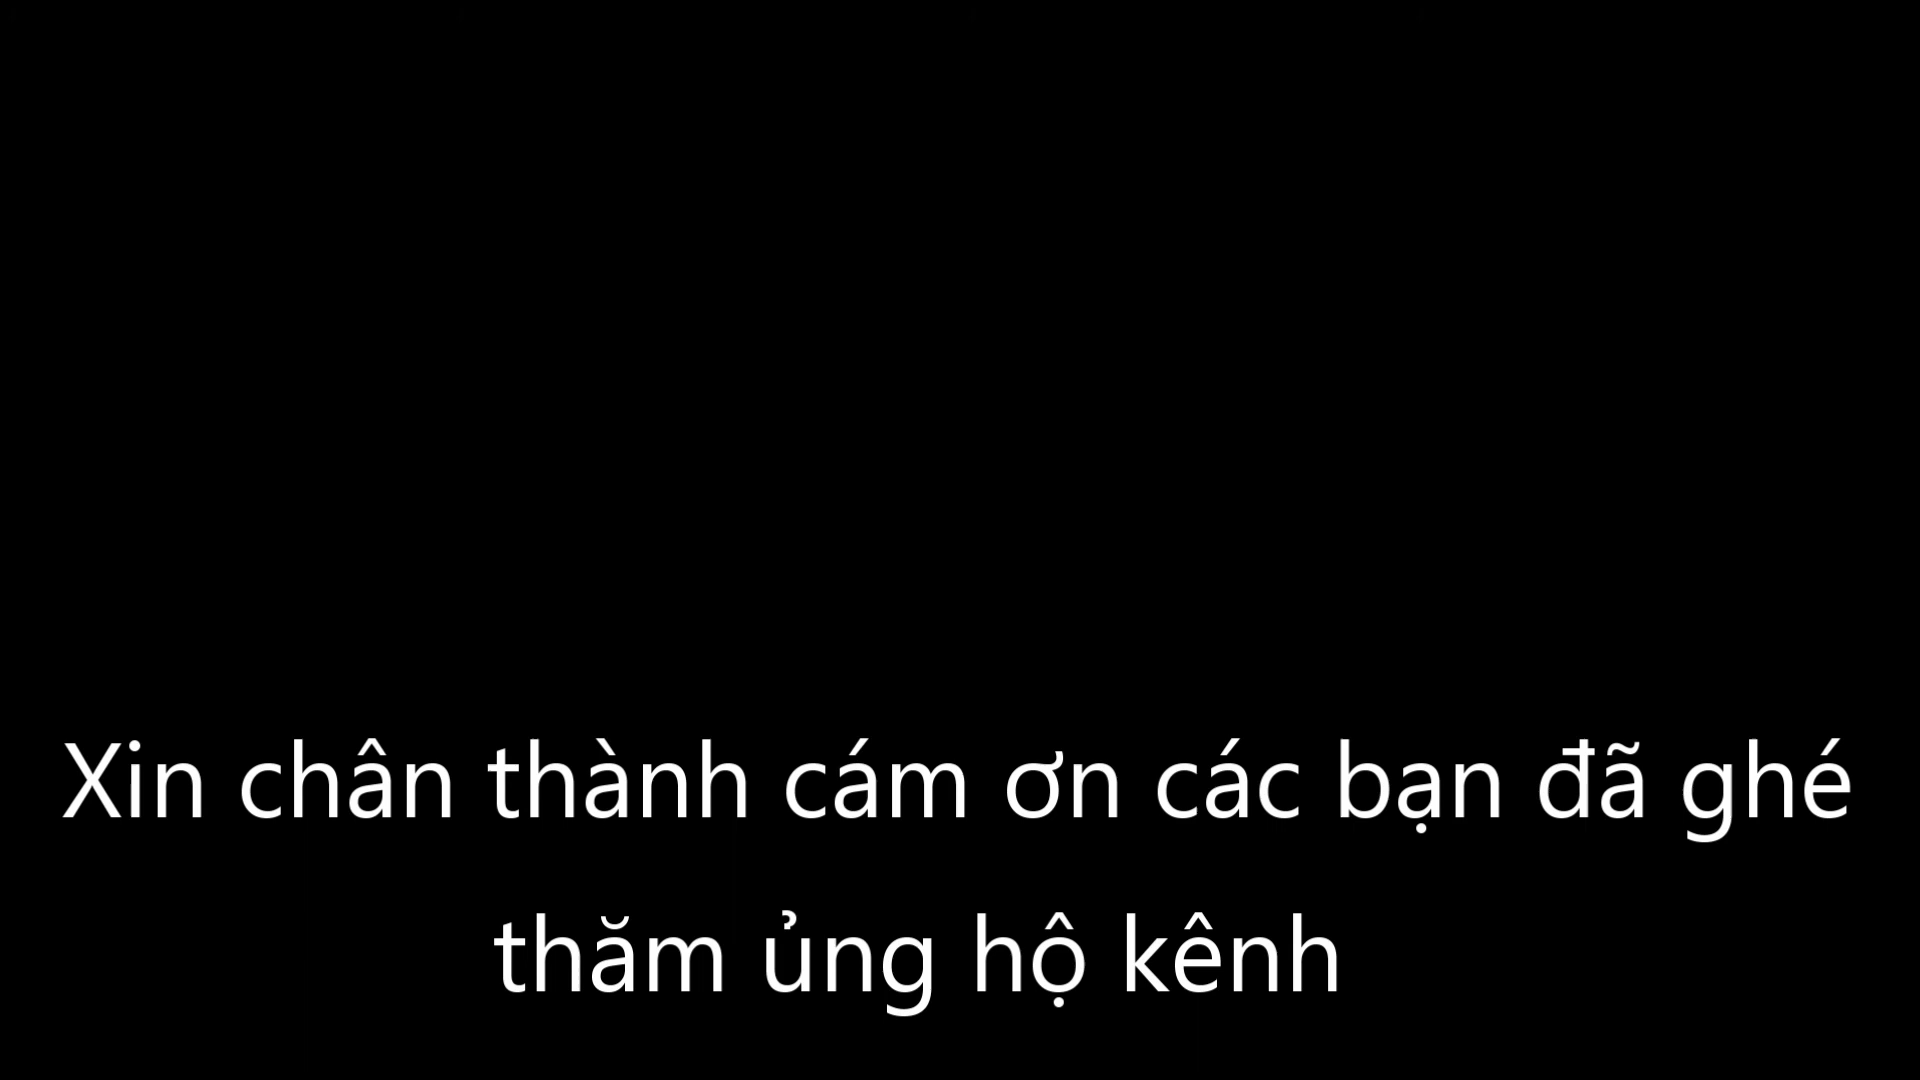 Xin chân thành cám ơn các bạn đã ghé
thăm ủng hộ kênh